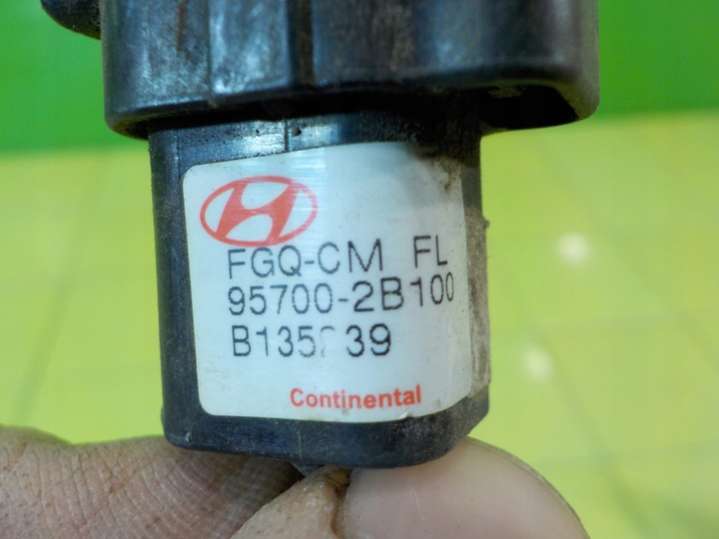 FGQ-CM FL
95700-2B100
Continental